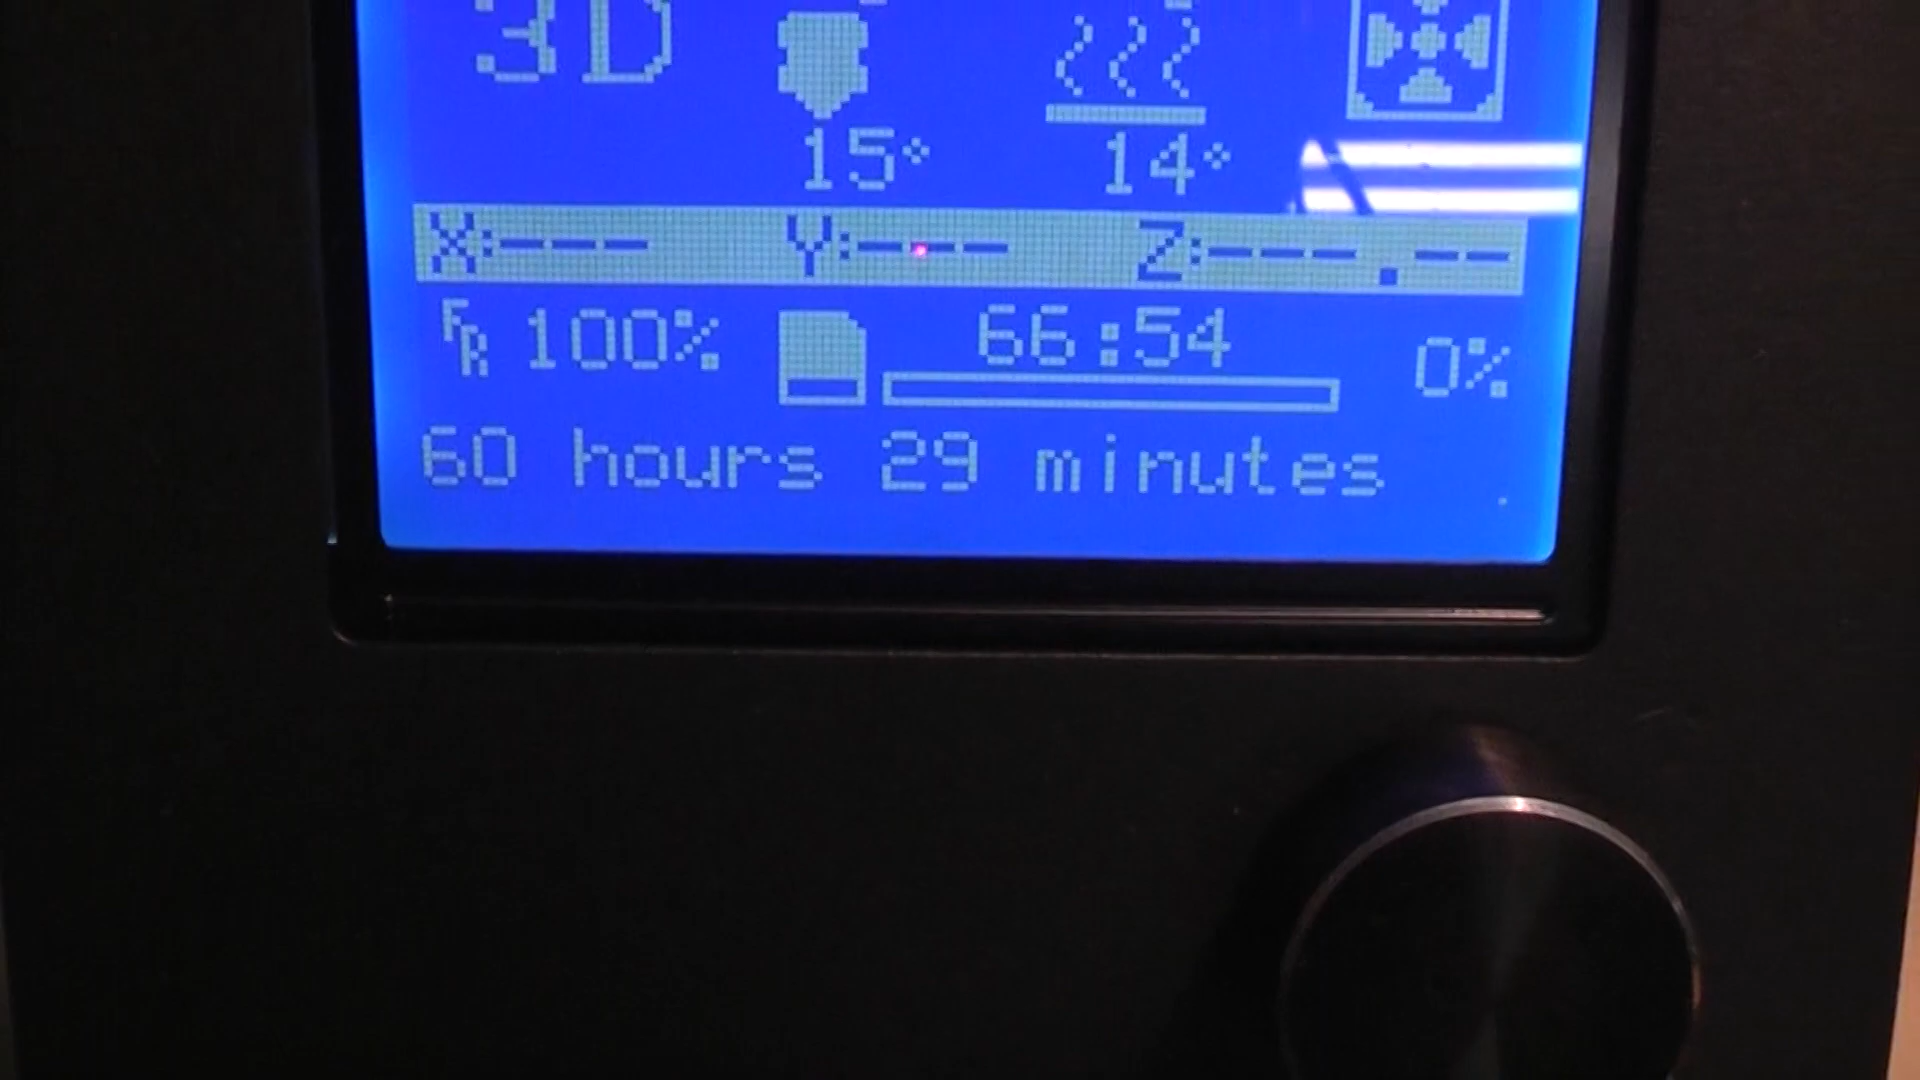 3D
15° 14°
X:--- Y:--- Z:---.--
FR 100% 66:54 0%
60 hours 29 minutes